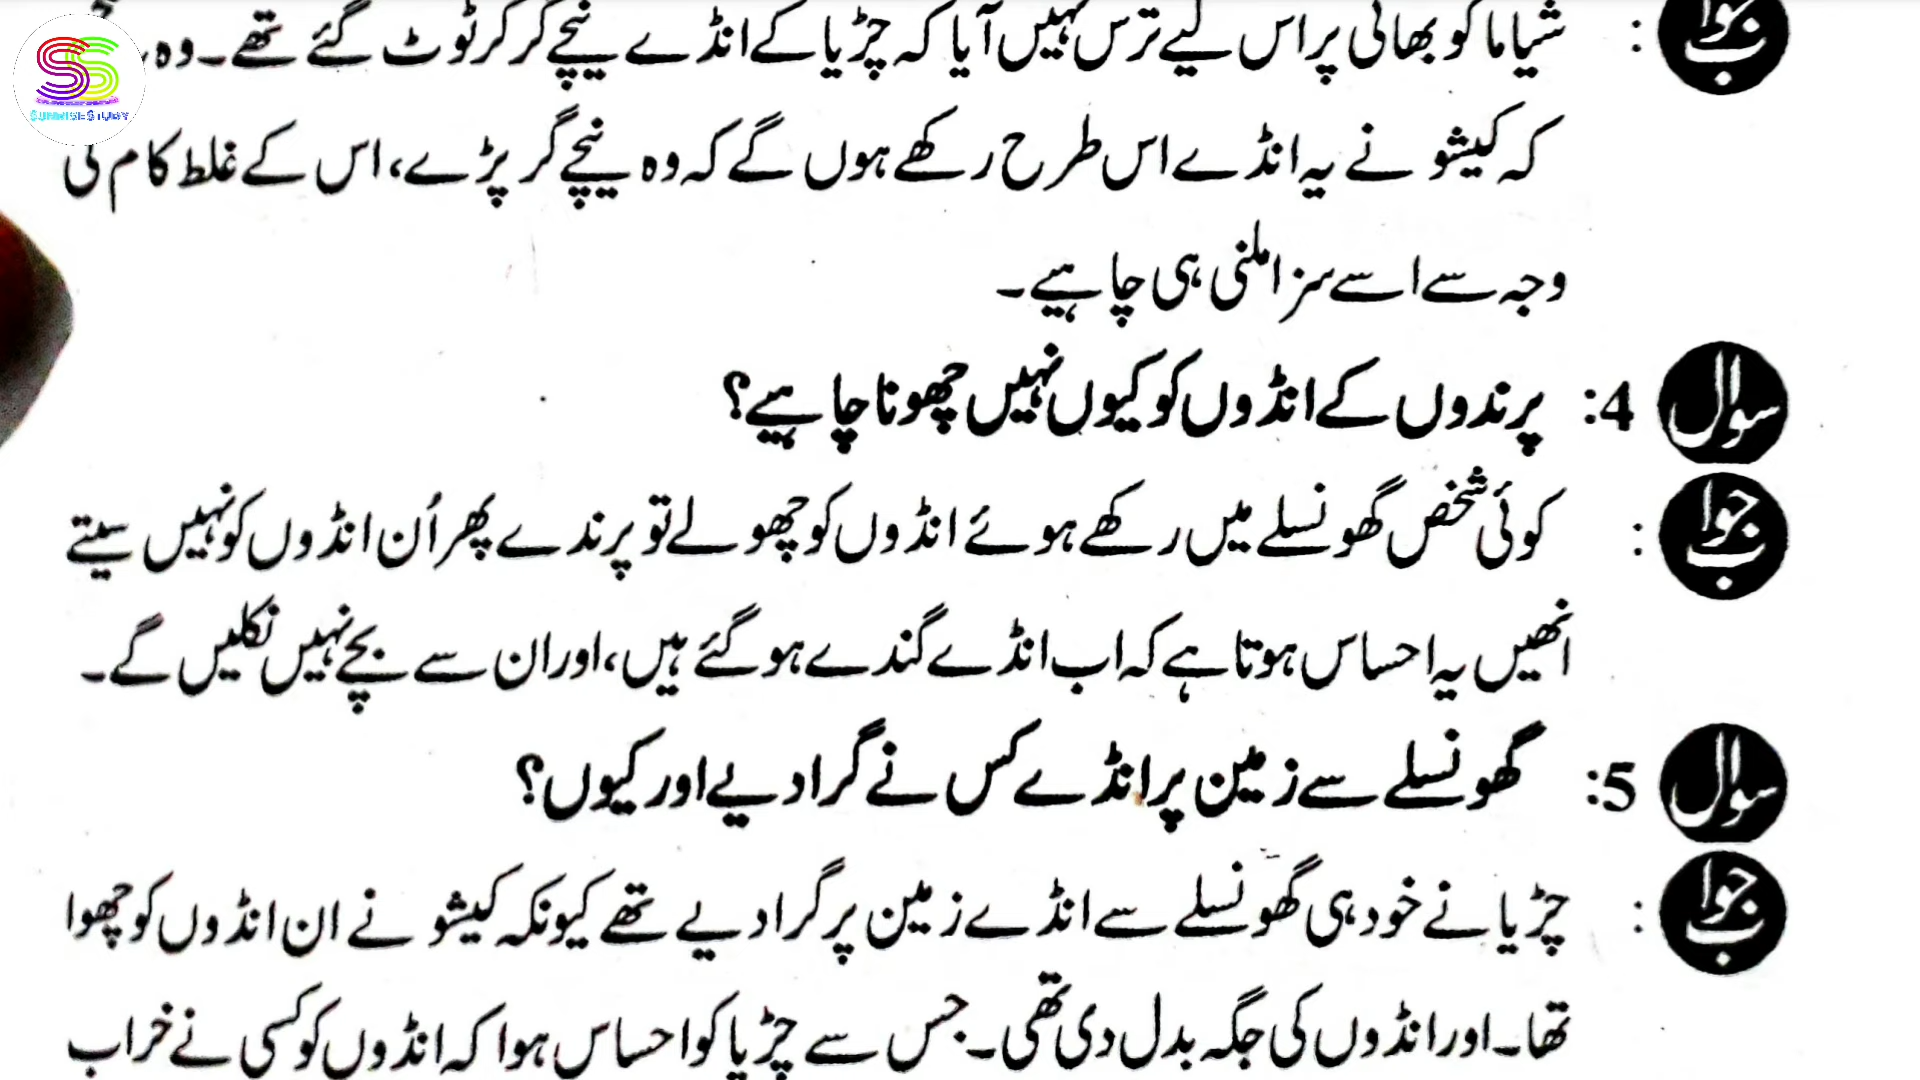 جواب : شیاما کو بھائی پر اس لیے ترس نہیں آیا کہ چڑیا کے انڈے نیچے گر کر ٹوٹ گئے تھے۔ وہ
کہ کیشو نے یہ انڈے اس طرح رکھے ہوں گے کہ وہ نیچے گر پڑے، اس کے غلط کام کی
وجہ سے اسے سزا ملنی ہی چاہیے۔
سوال 4: پرندوں کے انڈوں کو کیوں نہیں چھونا چاہیے؟
جواب : کوئی شخص گھونسلے میں رکھے ہوئے انڈوں کو چھولے تو پرندے پھر اُن انڈوں کو نہیں سیتے
انھیں یہ احساس ہوتا ہے کہ اب انڈے گندے ہو گئے ہیں، اور ان سے بچے نہیں نکلیں گے۔
سوال 5: گھونسلے سے زمین پر انڈے کس نے گرا دیے اور کیوں؟
جواب : چڑیا نے خود ہی گھونسلے سے انڈے زمین پر گرا دیے تھے کیونکہ کیشو نے ان انڈوں کو چھوا
تھا۔ اور انڈوں کی جگہ بدل دی تھی۔ جس سے چڑیا کو احساس ہوا کہ انڈوں کو کسی نے خراب
SS
SUNRISESTUDY